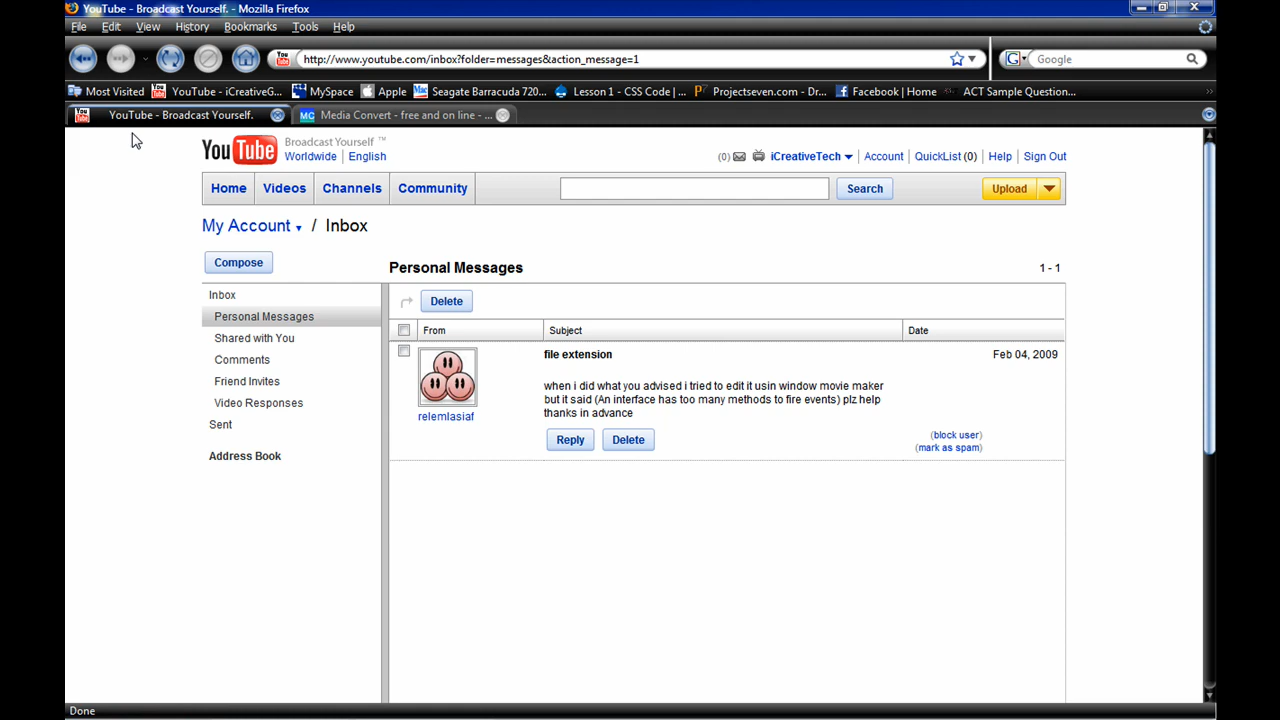 YouTube - Broadcast Yourself. - Mozilla Firefox
File Edit View History Bookmarks Tools Help
http://www.youtube.com/inbox?folder=messages&action_message=1
G Google
Most Visited YouTube - iCreativeG... MySpace Apple Seagate Barracuda 720... Lesson 1 - CSS Code | ... Projectseven.com - Dr... Facebook | Home ACT Sample Question...
YouTube - Broadcast Yourself. MC Media Convert - free and on line - ...
YouTube Broadcast Yourself ™
Worldwide | English
(0) iCreativeTech Account QuickList (0) Help Sign Out
Home Videos Channels Community Search Upload
My Account / Inbox
Compose
Personal Messages 1 - 1
Inbox
Personal Messages
Shared with You
Comments
Friend Invites
Video Responses
Sent
Address Book
Delete
From Subject Date
file extension Feb 04, 2009
when i did what you advised i tried to edit it usin window movie maker
but it said (An interface has too many methods to fire events) plz help
thanks in advance
relemlasiaf
Reply Delete
(block user)
(mark as spam)
Done